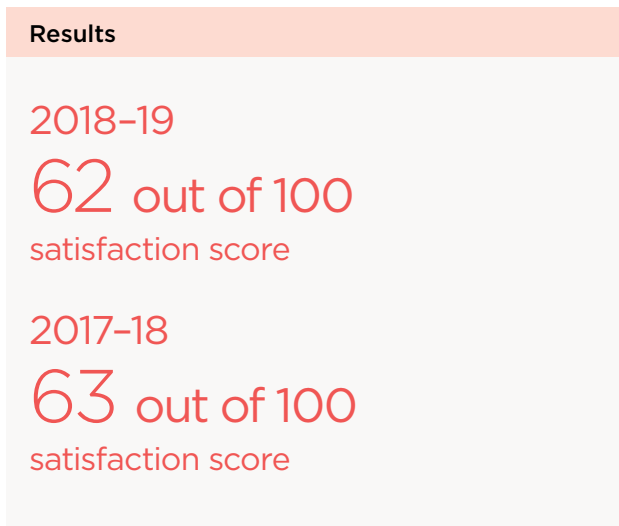 Results
2018–19
62 out of 100
satisfaction score
2017–18
63 out of 100
satisfaction score